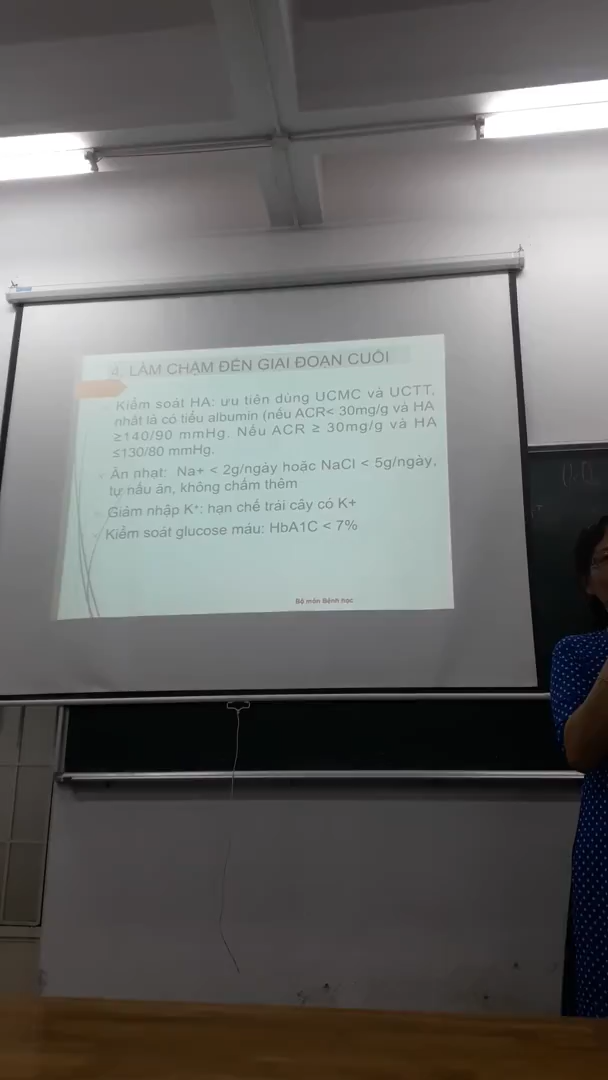 4. LÀM CHẬM ĐẾN GIAI ĐOẠN CUỐI
Kiểm soát HA: ưu tiên dùng UCMC và UCTT,
nhất là có tiểu albumin (nếu ACR< 30mg/g và HA
≥140/90 mmHg. Nếu ACR ≥ 30mg/g và HA
≤130/80 mmHg.
Ăn nhạt: Na+ < 2g/ngày hoặc NaCl < 5g/ngày,
tự nấu ăn, không chấm thêm
Giảm nhập K⁺: hạn chế trái cây có K+
Kiểm soát glucose máu: HbA1C < 7%
Bộ môn Bệnh học